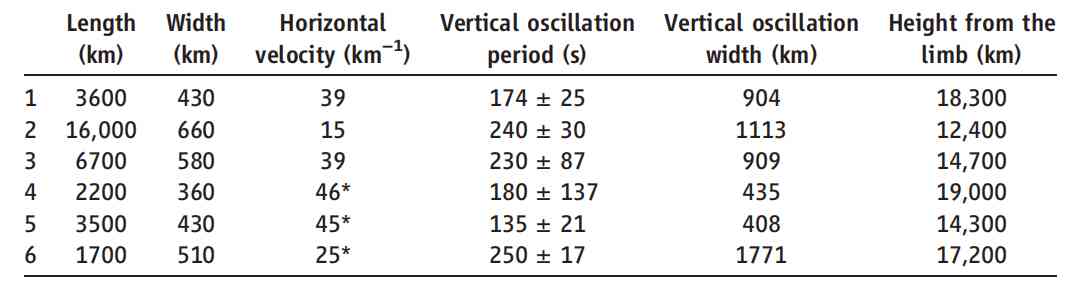 Length Width Horizontal Vertical oscillation Vertical oscillation Height from the
(km) (km) velocity (km⁻¹) period (s) width (km) limb (km)
1 3600 430 39 174 ± 25 904 18,300
2 16,000 660 15 240 ± 30 1113 12,400
3 6700 580 39 230 ± 87 909 14,700
4 2200 360 46* 180 ± 137 435 19,000
5 3500 430 45* 135 ± 21 408 14,300
6 1700 510 25* 250 ± 17 1771 17,200